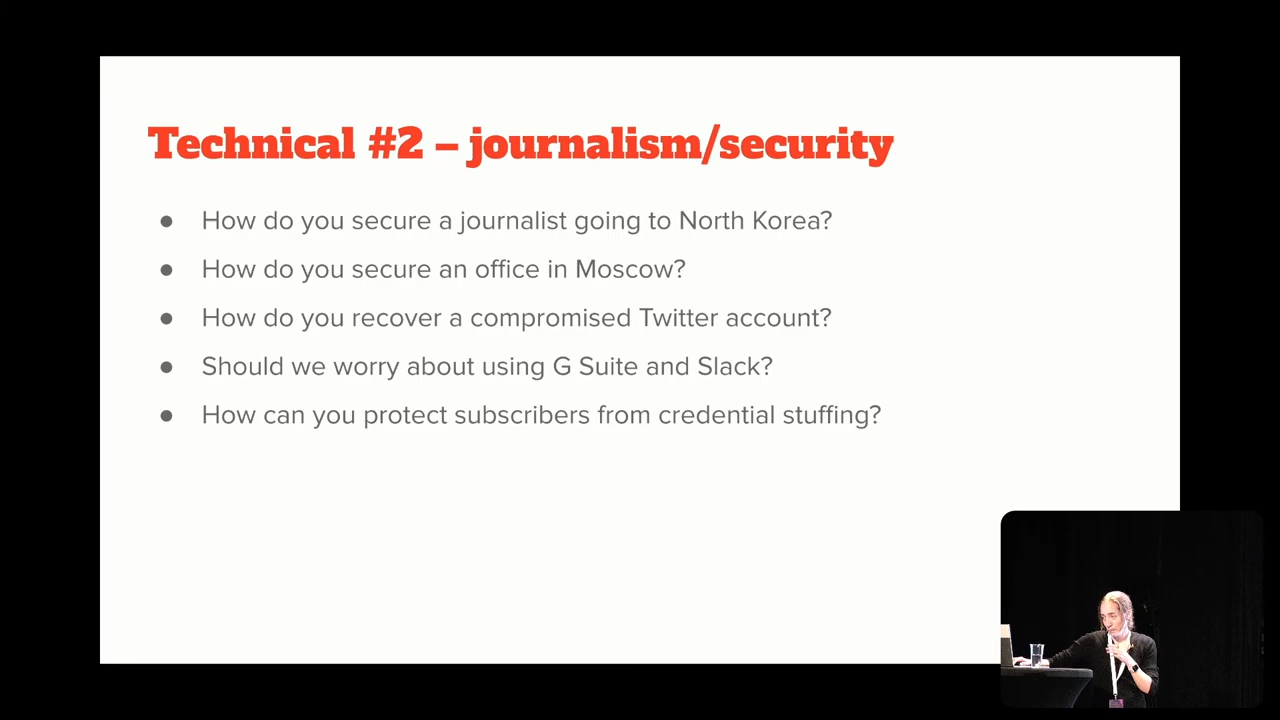 Technical #2 – journalism/security
● How do you secure a journalist going to North Korea?
● How do you secure an office in Moscow?
● How do you recover a compromised Twitter account?
● Should we worry about using G Suite and Slack?
● How can you protect subscribers from credential stuffing?